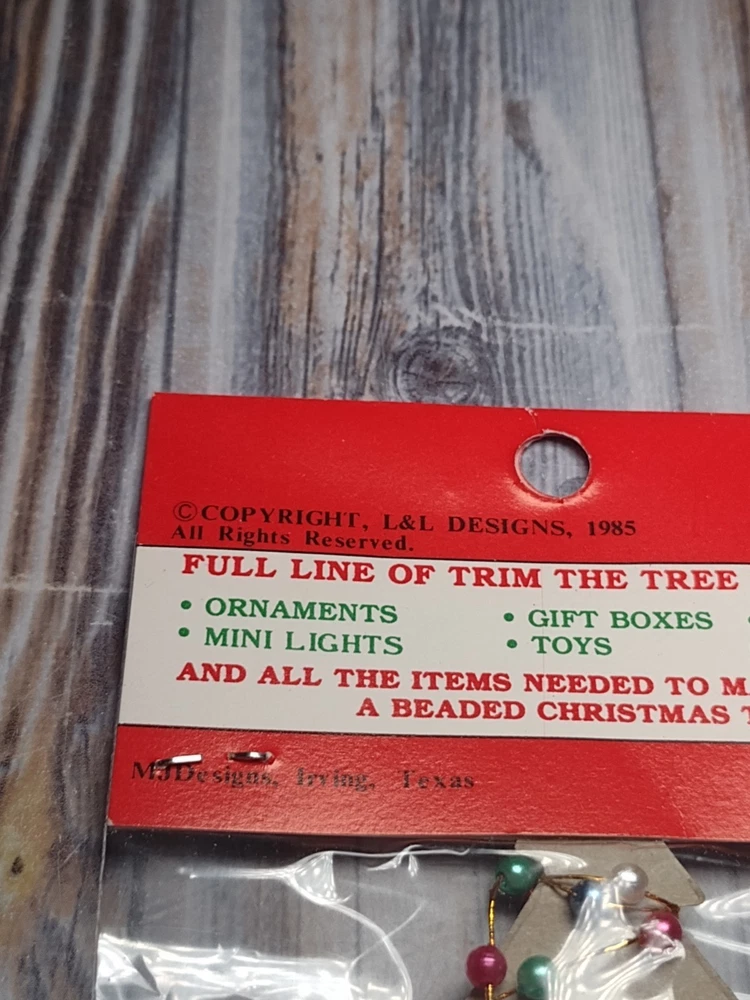 ©COPYRIGHT, L&L DESIGNS, 1985
All Rights Reserved.
FULL LINE OF TRIM THE TREE
• ORNAMENTS • GIFT BOXES •
• MINI LIGHTS • TOYS
AND ALL THE ITEMS NEEDED TO
A BEADED CHRISTMAS
MJDesigns, Irving, Texas